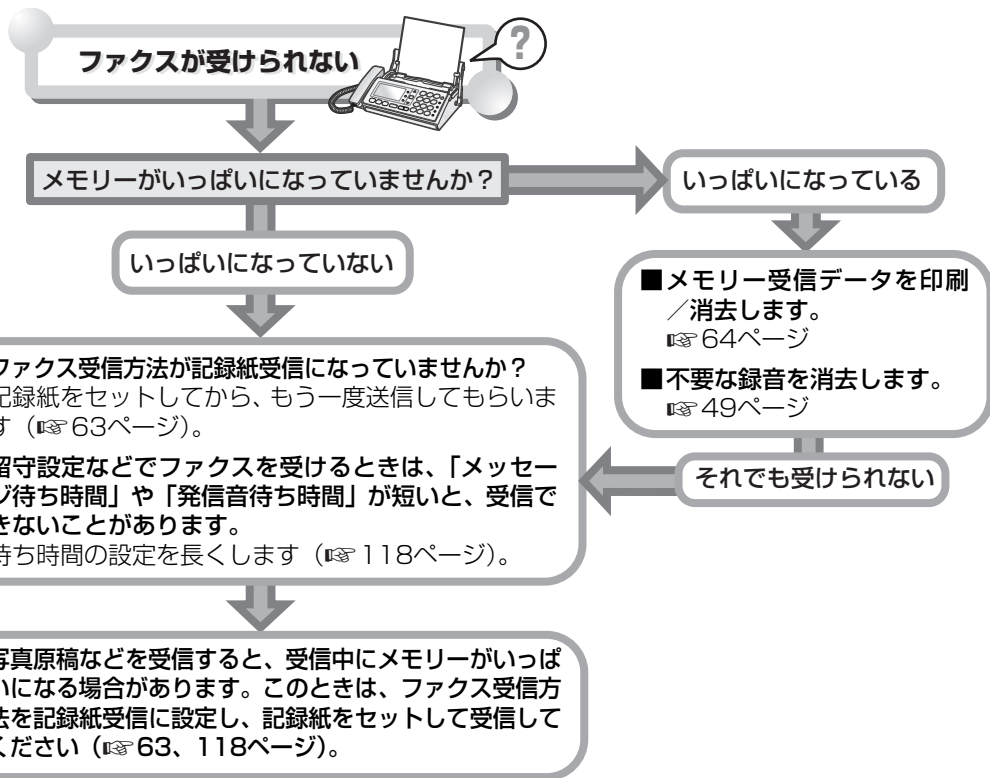 ファクスが受けられない
?
メモリーがいっぱいになっていませんか？
いっぱいになっている
いっぱいになっていない
■メモリー受信データを印刷
／消去します。
☞64ページ
■不要な録音を消去します。
☞49ページ
それでも受けられない
ファクス受信方法が記録紙受信になっていませんか？
記録紙をセットしてから、もう一度送信してもらいま
す（☞63ページ）。
留守設定などでファクスを受けるときは、「メッセー
ジ待ち時間」や「発信音待ち時間」が短いと、受信で
きないことがあります。
待ち時間の設定を長くします（☞118ページ）。
写真原稿などを受信すると、受信中にメモリーがいっぱ
いになる場合があります。このときは、ファクス受信方
法を記録紙受信に設定し、記録紙をセットして受信して
ください（☞63、118ページ）。